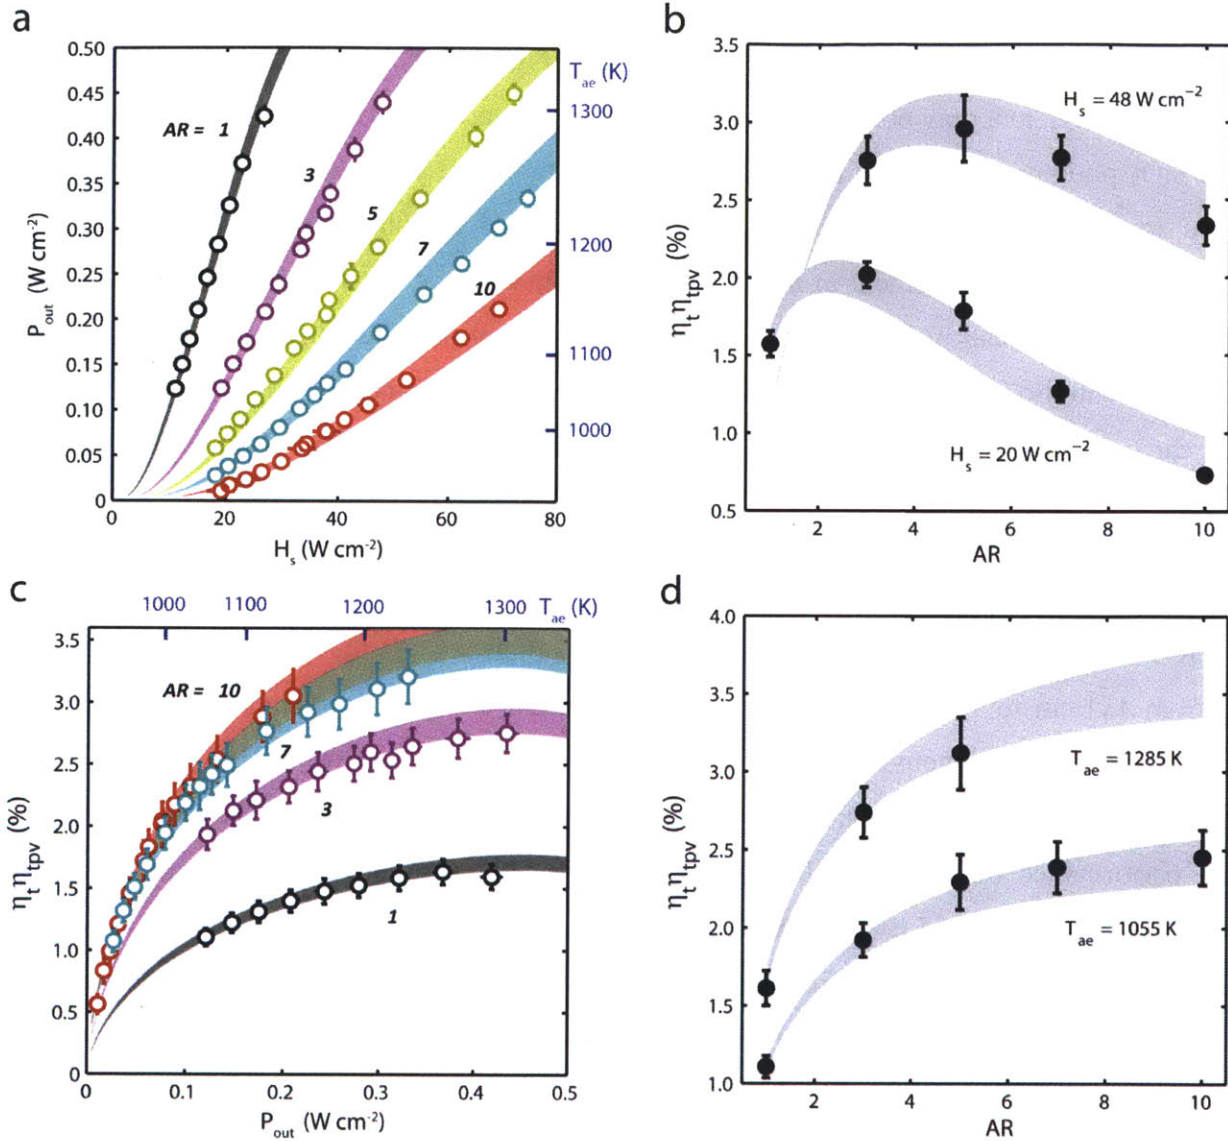 a
0.50
0.45
0.40
0.35
0.30
0.25
0.20
0.15
0.10
0.05
0
P_out (W cm⁻²)
AR = 1
3
5
7
10
T_ae (K)
1300
1200
1100
1000
0 20 40 60 80
H_s (W cm⁻²)
b
3.5
3.0
2.5
2.0
1.5
1.0
0.5
η_t η_tpv (%)
H_s = 48 W cm⁻²
H_s = 20 W cm⁻²
2 4 6 8 10
AR
c
1000 1100 1200 1300 T_ae (K)
3.5
3.0
2.5
2.0
1.5
1.0
0.5
0
η_t η_tpv (%)
AR = 10
7
3
1
0 0.1 0.2 0.3 0.4 0.5
P_out (W cm⁻²)
d
4.0
3.5
3.0
2.5
2.0
1.5
1.0
η_t η_tpv (%)
T_ae = 1285 K
T_ae = 1055 K
2 4 6 8 10
AR